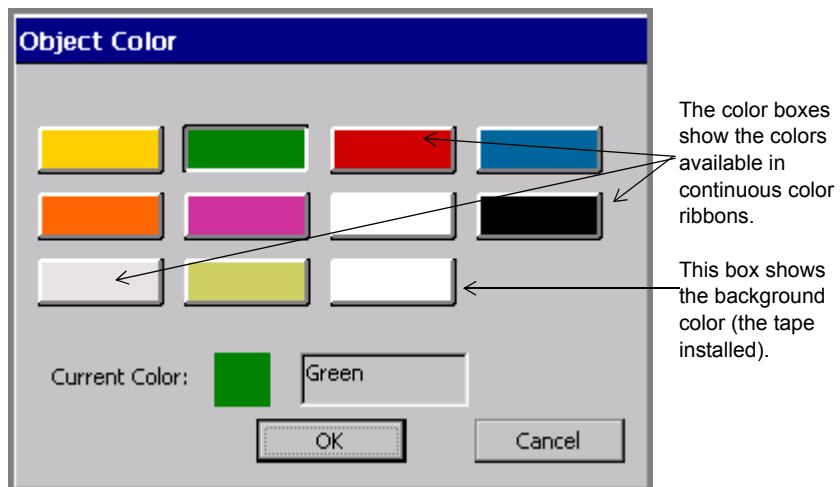 Object Color
The color boxes
show the colors
available in
continuous color
ribbons.
This box shows
the background
color (the tape
installed).
Current Color:
Green
OK
Cancel